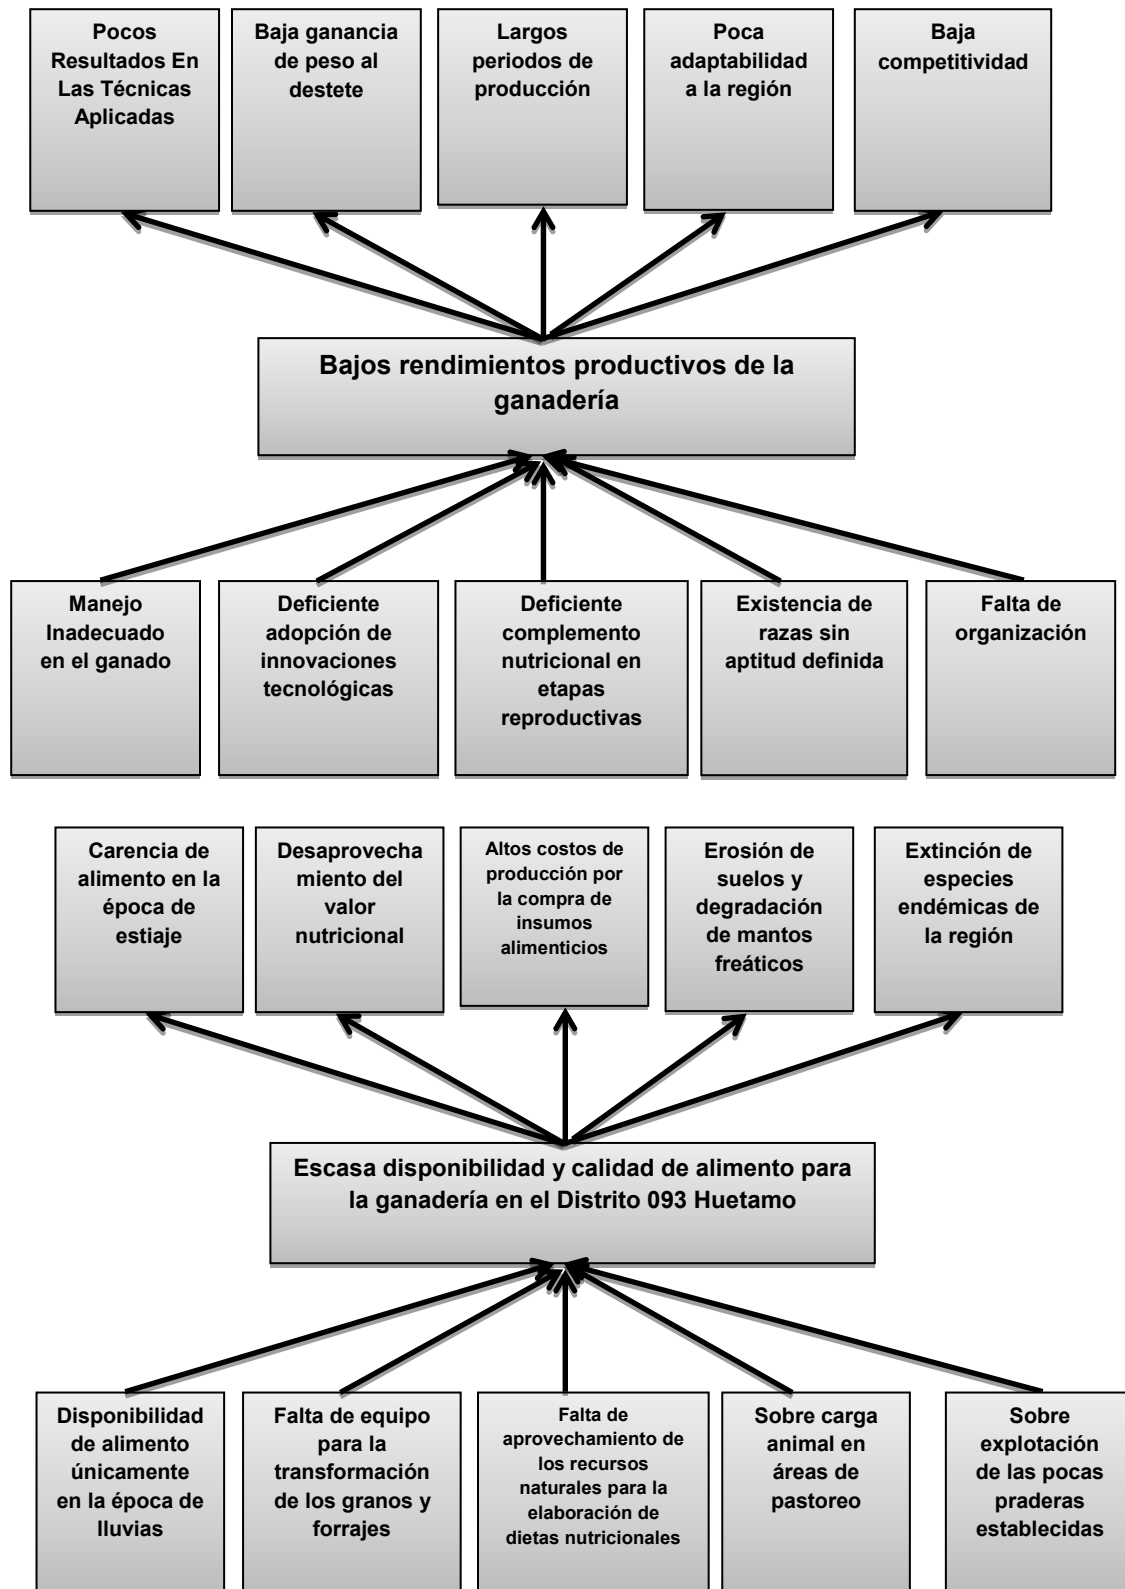 Pocos
Resultados En
Las Técnicas
Aplicadas
Baja ganancia
de peso al
destete
Largos
periodos de
producción
Poca
adaptabilidad
a la región
Baja
competitividad
Bajos rendimientos productivos de la
ganadería
Manejo
Inadecuado
en el ganado
Deficiente
adopción de
innovaciones
tecnológicas
Deficiente
complemento
nutricional en
etapas
reproductivas
Existencia de
razas sin
aptitud definida
Falta de
organización
Carencia de
alimento en la
época de
estiaje
Desaprovecha
miento del
valor
nutricional
Altos costos de
producción por
la compra de
insumos
alimenticios
Erosión de
suelos y
degradación
de mantos
freáticos
Extinción de
especies
endémicas de
la región
Escasa disponibilidad y calidad de alimento para
la ganadería en el Distrito 093 Huetamo
Disponibilidad
de alimento
únicamente
en la época de
lluvias
Falta de equipo
para la
transformación
de los granos y
forrajes
Falta de
aprovechamiento de
los recursos
naturales para la
elaboración de
dietas nutricionales
Sobre carga
animal en
áreas de
pastoreo
Sobre
explotación
de las pocas
praderas
establecidas